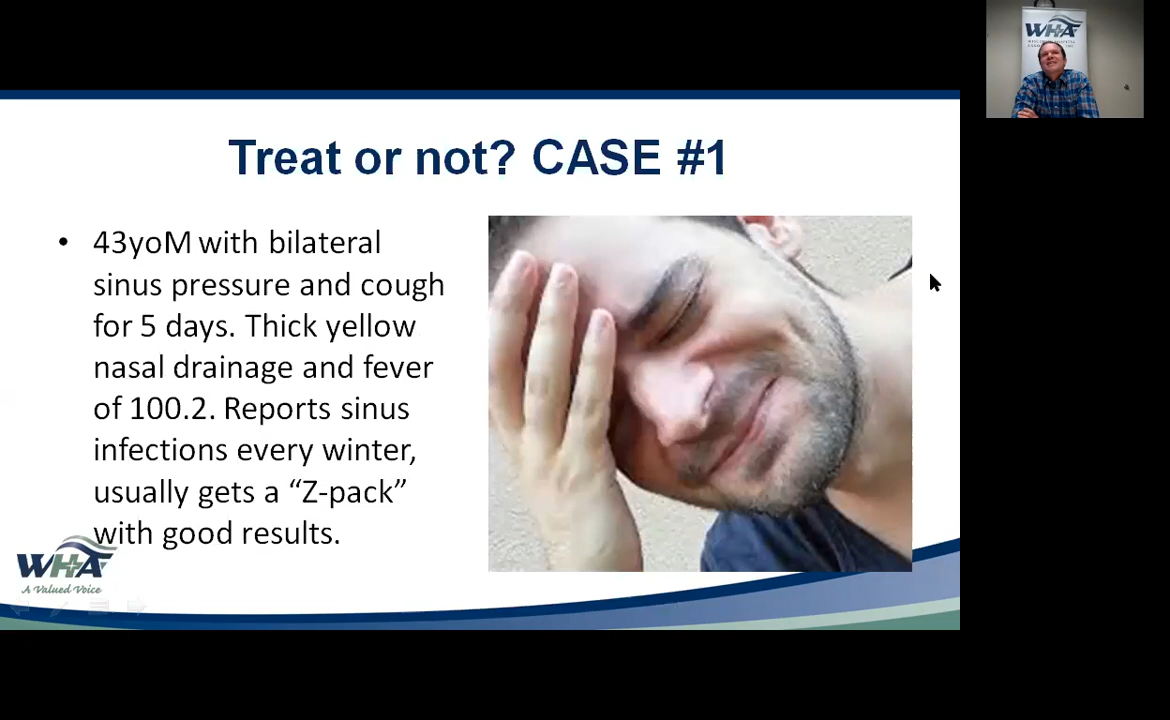 Treat or not? CASE #1
• 43yoM with bilateral
sinus pressure and cough
for 5 days. Thick yellow
nasal drainage and fever
of 100.2. Reports sinus
infections every winter,
usually gets a “Z-pack”
with good results.
WHA
A Valued Voice
WHA